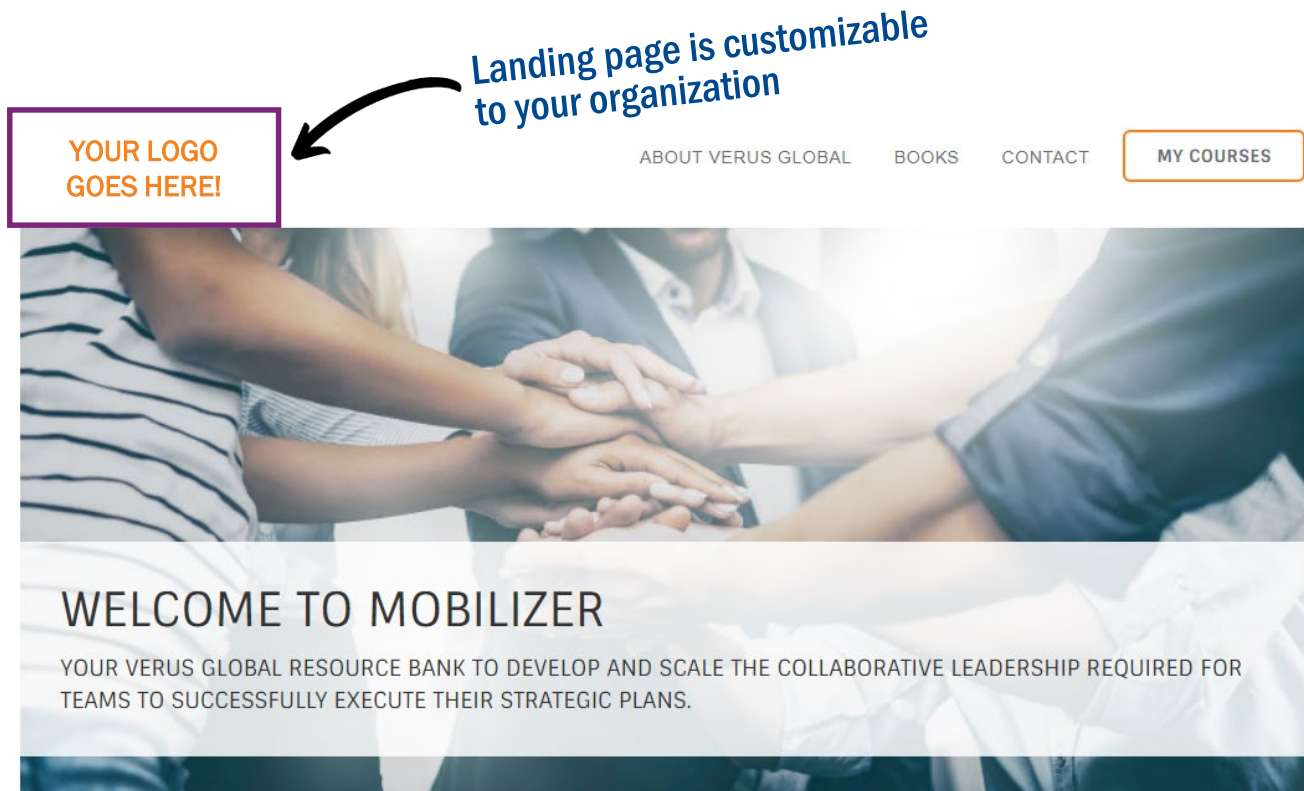 Landing page is customizable
to your organization
YOUR LOGO
GOES HERE!
ABOUT VERUS GLOBAL BOOKS CONTACT MY COURSES
WELCOME TO MOBILIZER
YOUR VERUS GLOBAL RESOURCE BANK TO DEVELOP AND SCALE THE COLLABORATIVE LEADERSHIP REQUIRED FOR
TEAMS TO SUCCESSFULLY EXECUTE THEIR STRATEGIC PLANS.